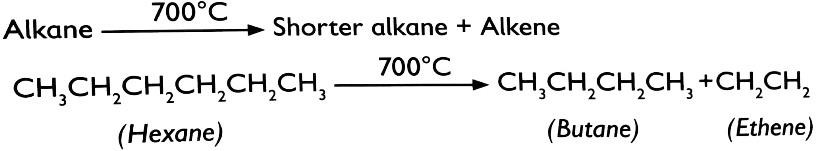 700°C
Alkane → Shorter alkane + Alkene
700°C
CH₃CH₂CH₂CH₂CH₂CH₃ → CH₃CH₂CH₂CH₃ + CH₂CH₂
(Hexane) (Butane) (Ethene)